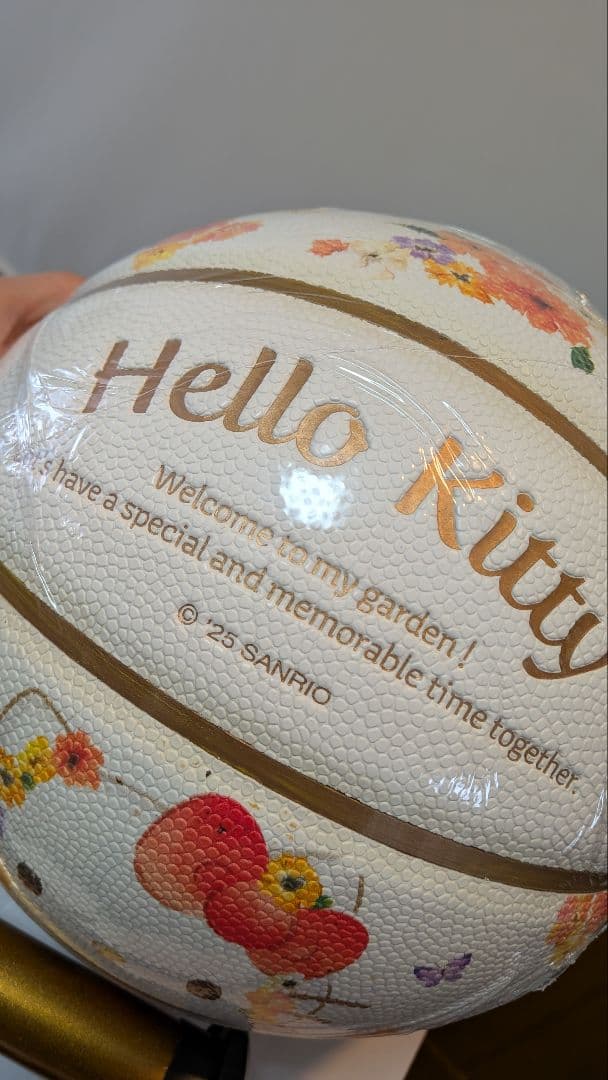 Hello Kitty
Welcome to my garden !
have a special and memorable time together.
© '25 SANRIO